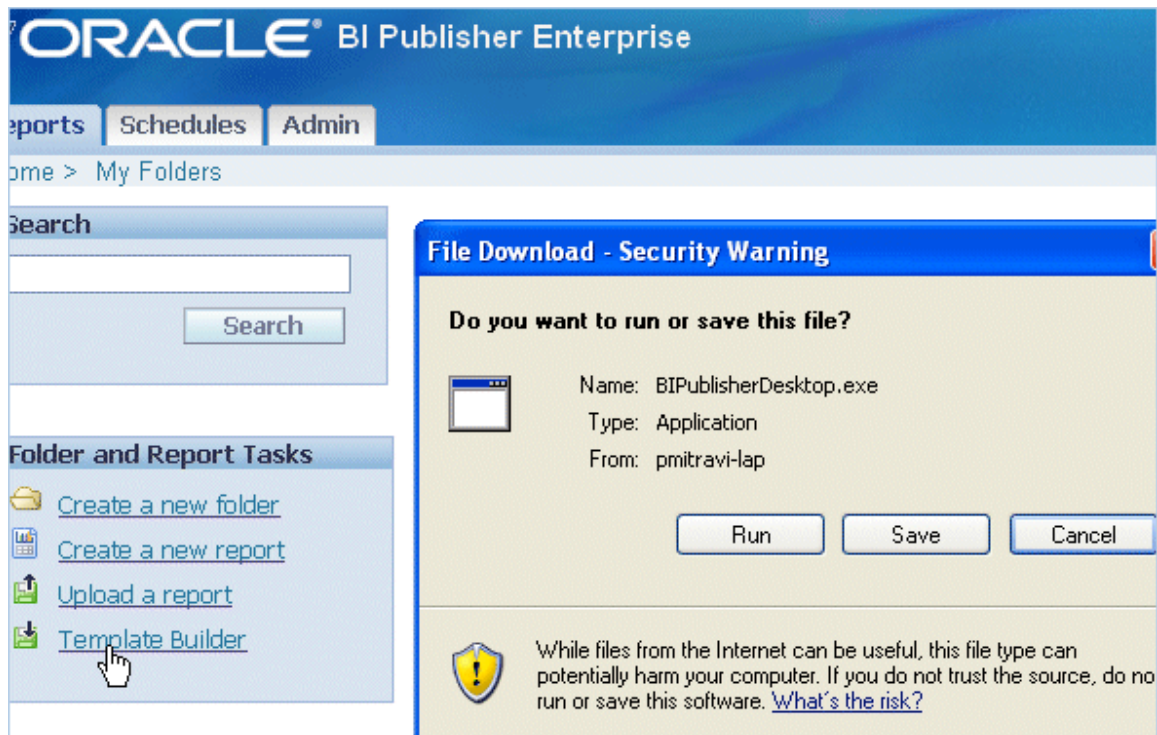 ORACLE® BI Publisher Enterprise
eports Schedules Admin
ome > My Folders
Search
Search
File Download - Security Warning
Do you want to run or save this file?
Name: BIPublisherDesktop.exe
Type: Application
From: pmitravi-lap
Run Save Cancel
Folder and Report Tasks
Create a new folder
Create a new report
Upload a report
Template Builder
While files from the Internet can be useful, this file type can
potentially harm your computer. If you do not trust the source, do no
run or save this software. What's the risk?